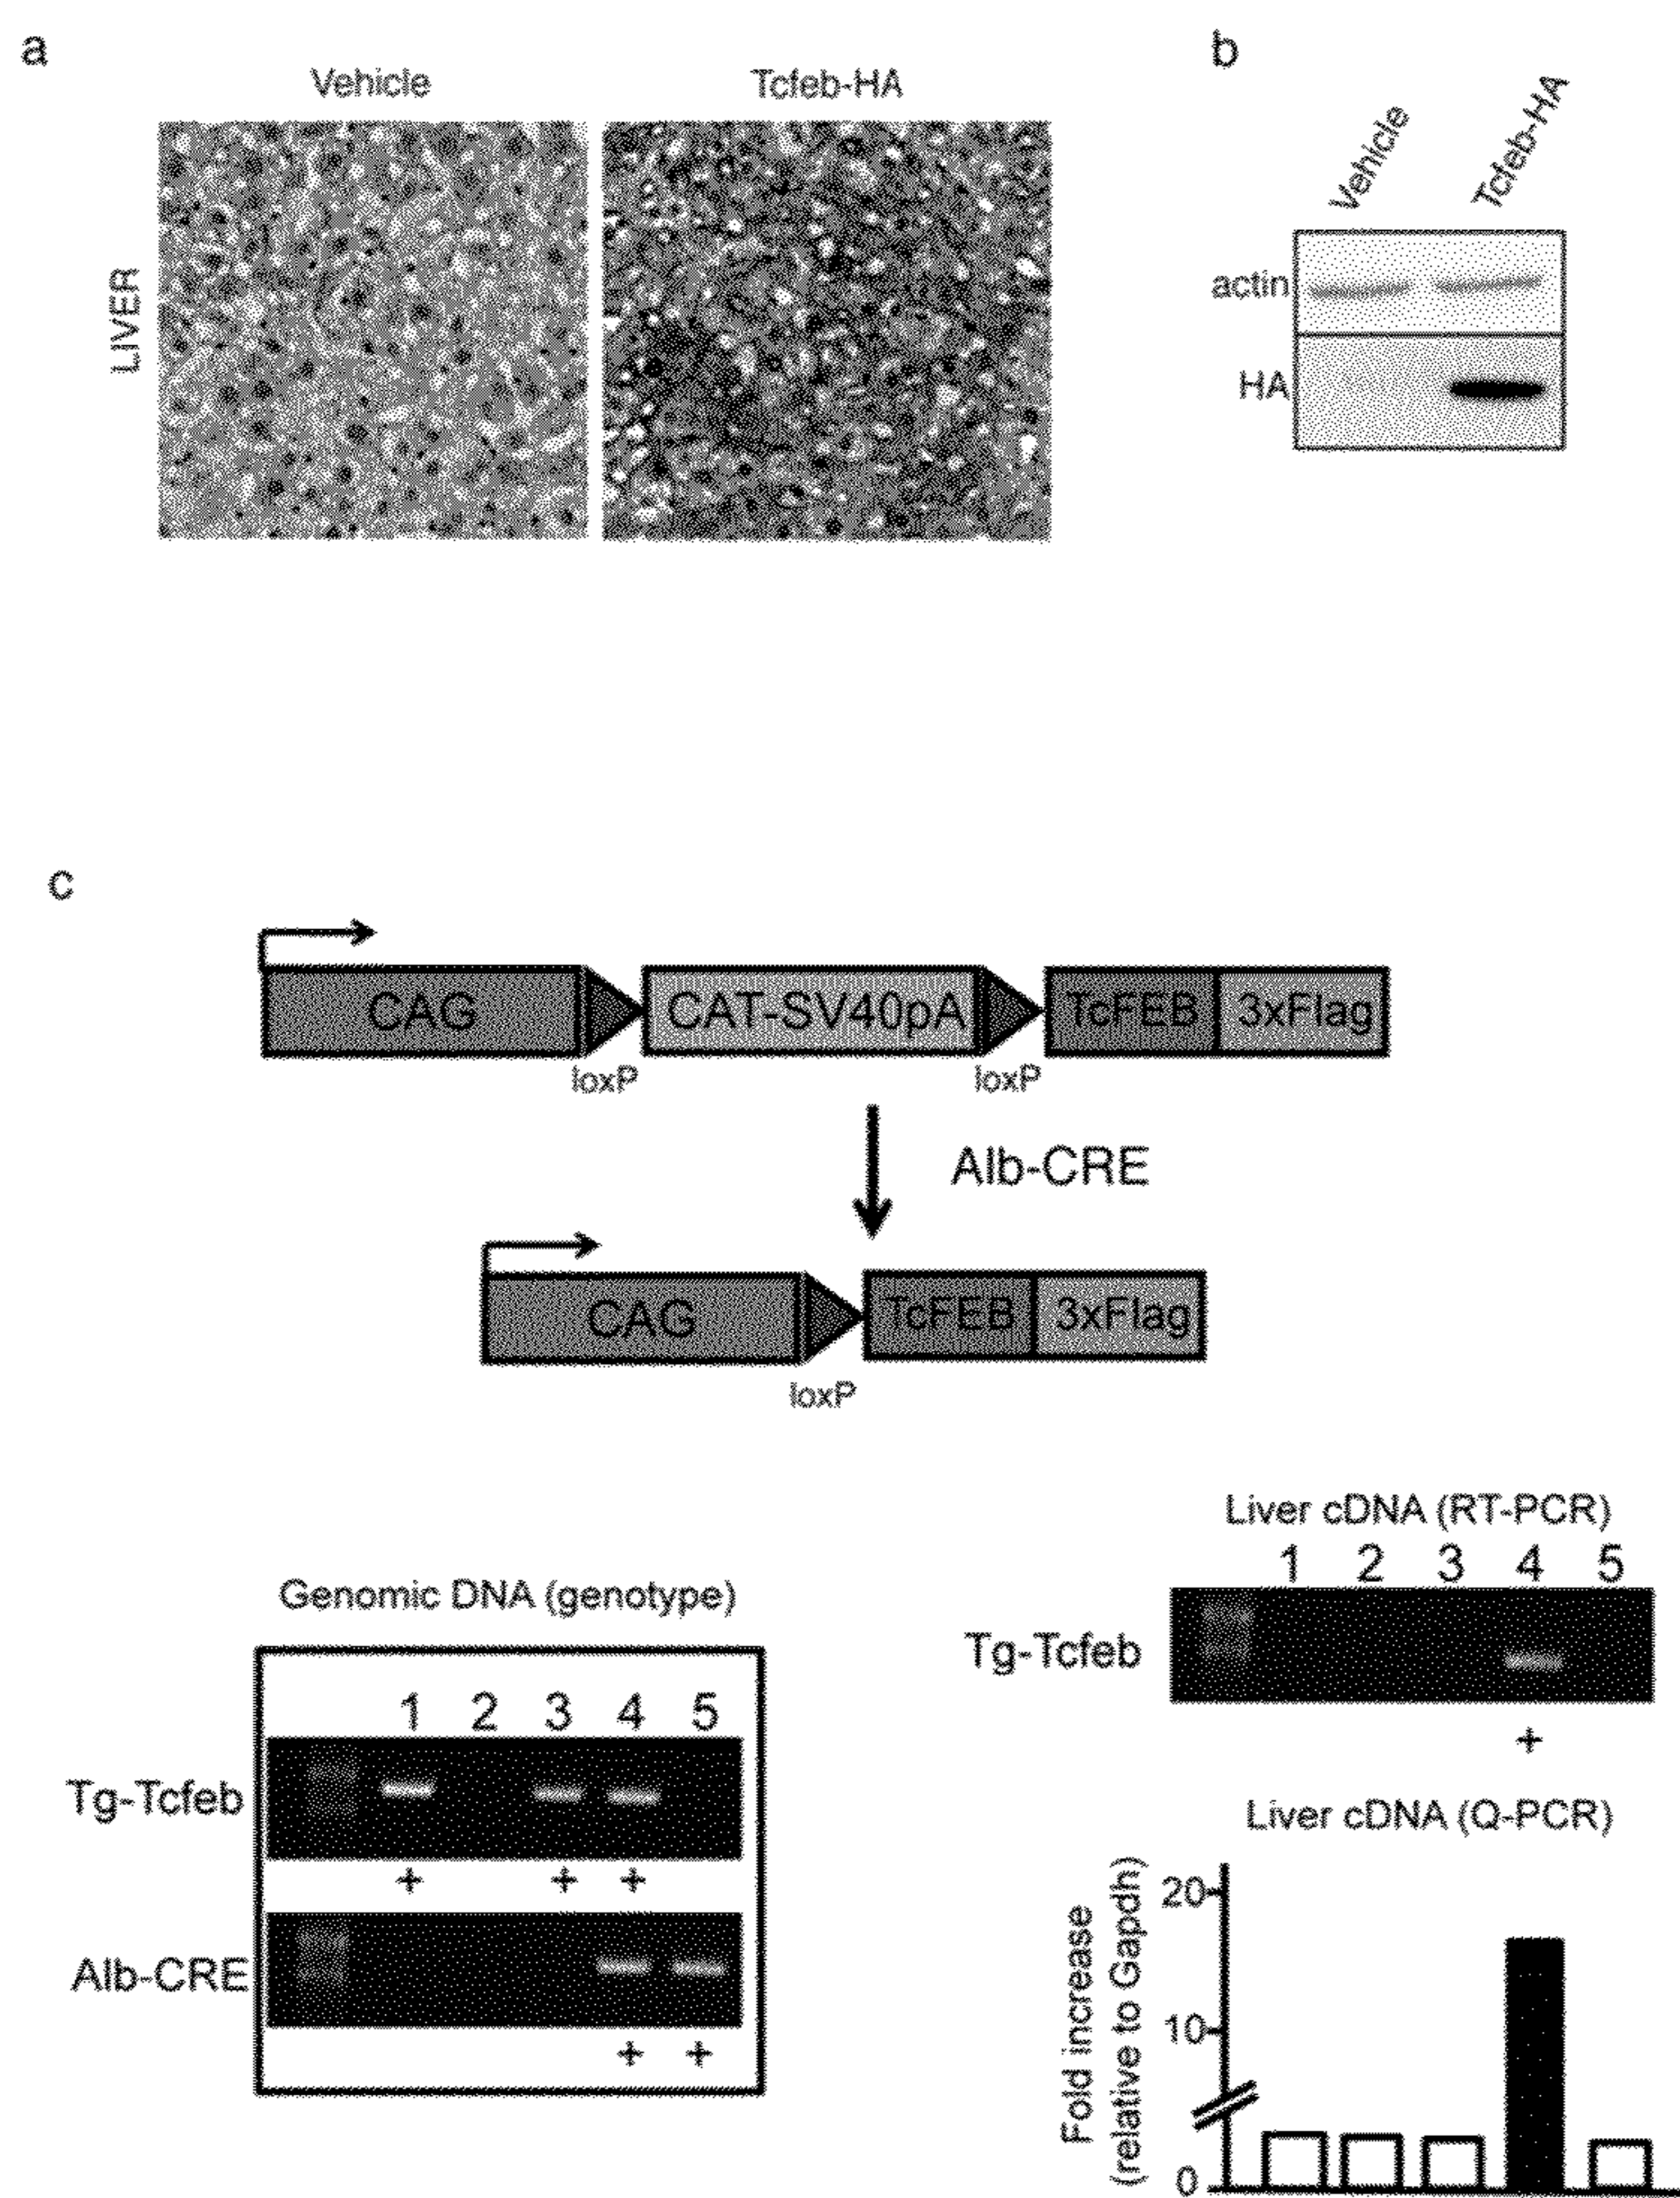 a
Vehicle
Tcfeb-HA
LIVER
b
Vehicle
Tcfeb-HA
actin
HA
c
CAG
CAT-SV40pA
TcFEB
3xFlag
loxP
loxP
Alb-CRE
CAG
TcFEB
3xFlag
loxP
Genomic DNA (genotype)
1 2 3 4 5
Tg-Tcfeb
+ + +
Alb-CRE
+ +
Liver cDNA (RT-PCR)
1 2 3 4 5
Tg-Tcfeb
+
Liver cDNA (Q-PCR)
Fold increase
(relative to Gapdh)
20
10
0